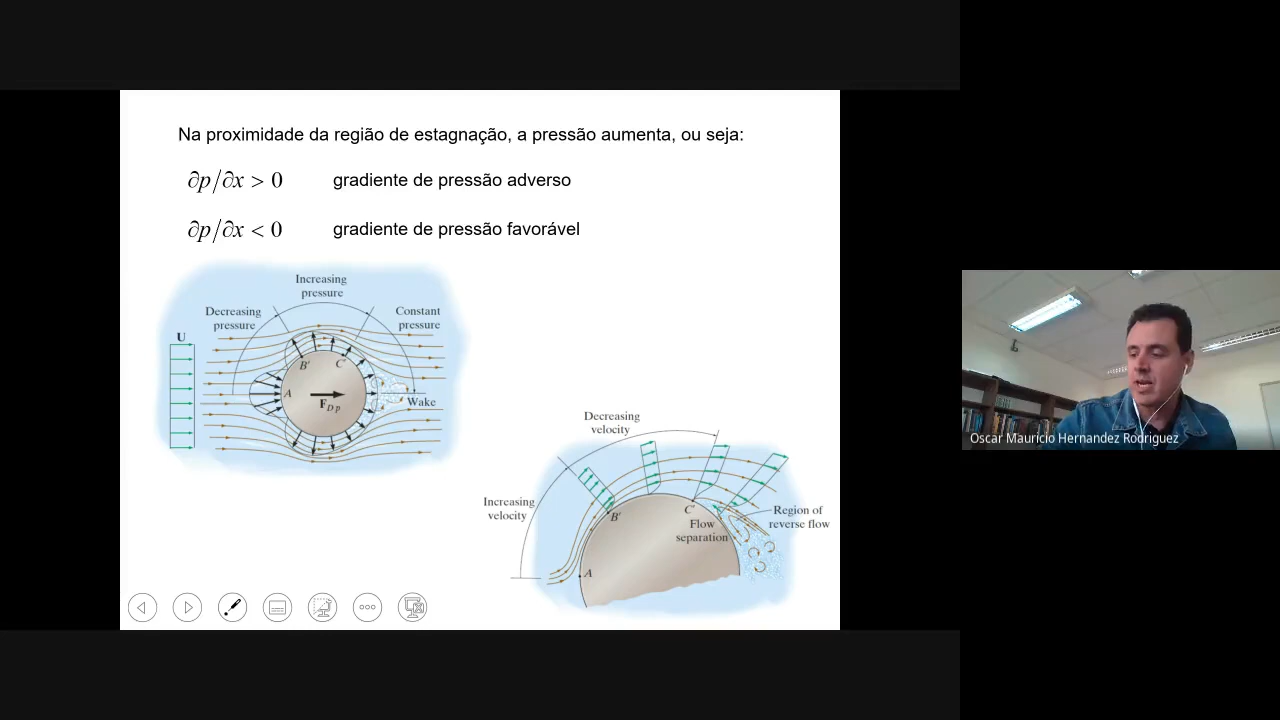 Na proximidade da região de estagnação, a pressão aumenta, ou seja:
∂p/∂x > 0 gradiente de pressão adverso
∂p/∂x < 0 gradiente de pressão favorável
Increasing
pressure
Decreasing
pressure
Constant
pressure
U
B'
C'
A
F_{Dp}
Wake
Decreasing
velocity
Increasing
velocity
B'
C'
Flow
separation
Region of
reverse flow
A
Oscar Mauricio Hernandez Rodriguez